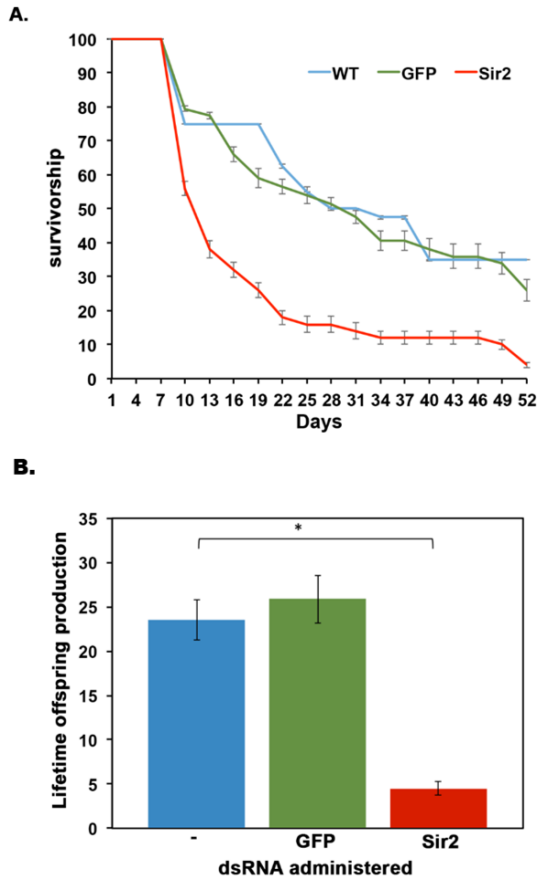 A.
100
WT GFP Sir2
90
80
70
60
50
40
30
20
10
0
survivorship
1 4 7 10 13 16 19 22 25 28 31 34 37 40 43 46 49 52
Days
B.
35
*
30
25
20
15
10
5
0
Lifetime offspring production
- GFP Sir2
dsRNA administered